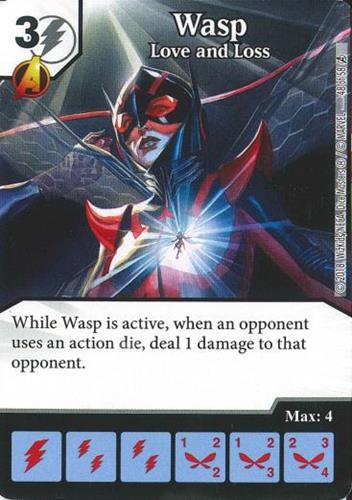 3
Wasp
Love and Loss
While Wasp is active, when an opponent
uses an action die, deal 1 damage to that
opponent.
Max: 4
1 2 2
1 2 3
2 3 4